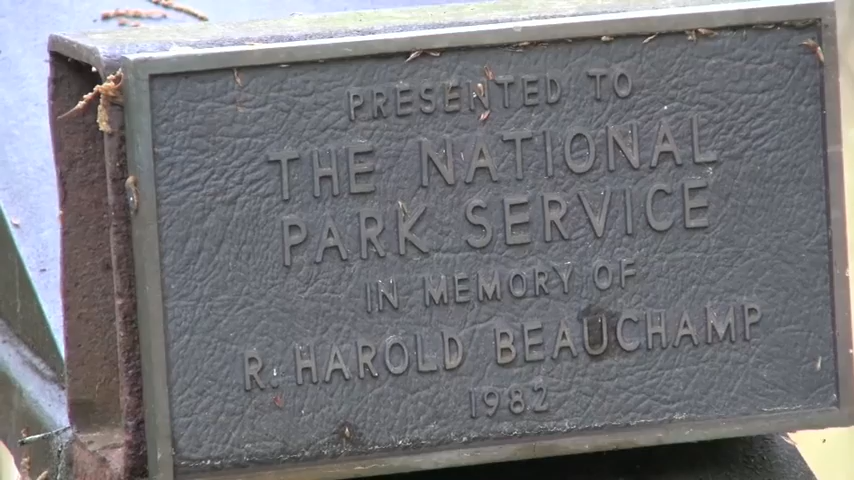 PRESENTED TO
THE NATIONAL
PARK SERVICE
IN MEMORY OF
R. HAROLD BEAUCHAMP
1982